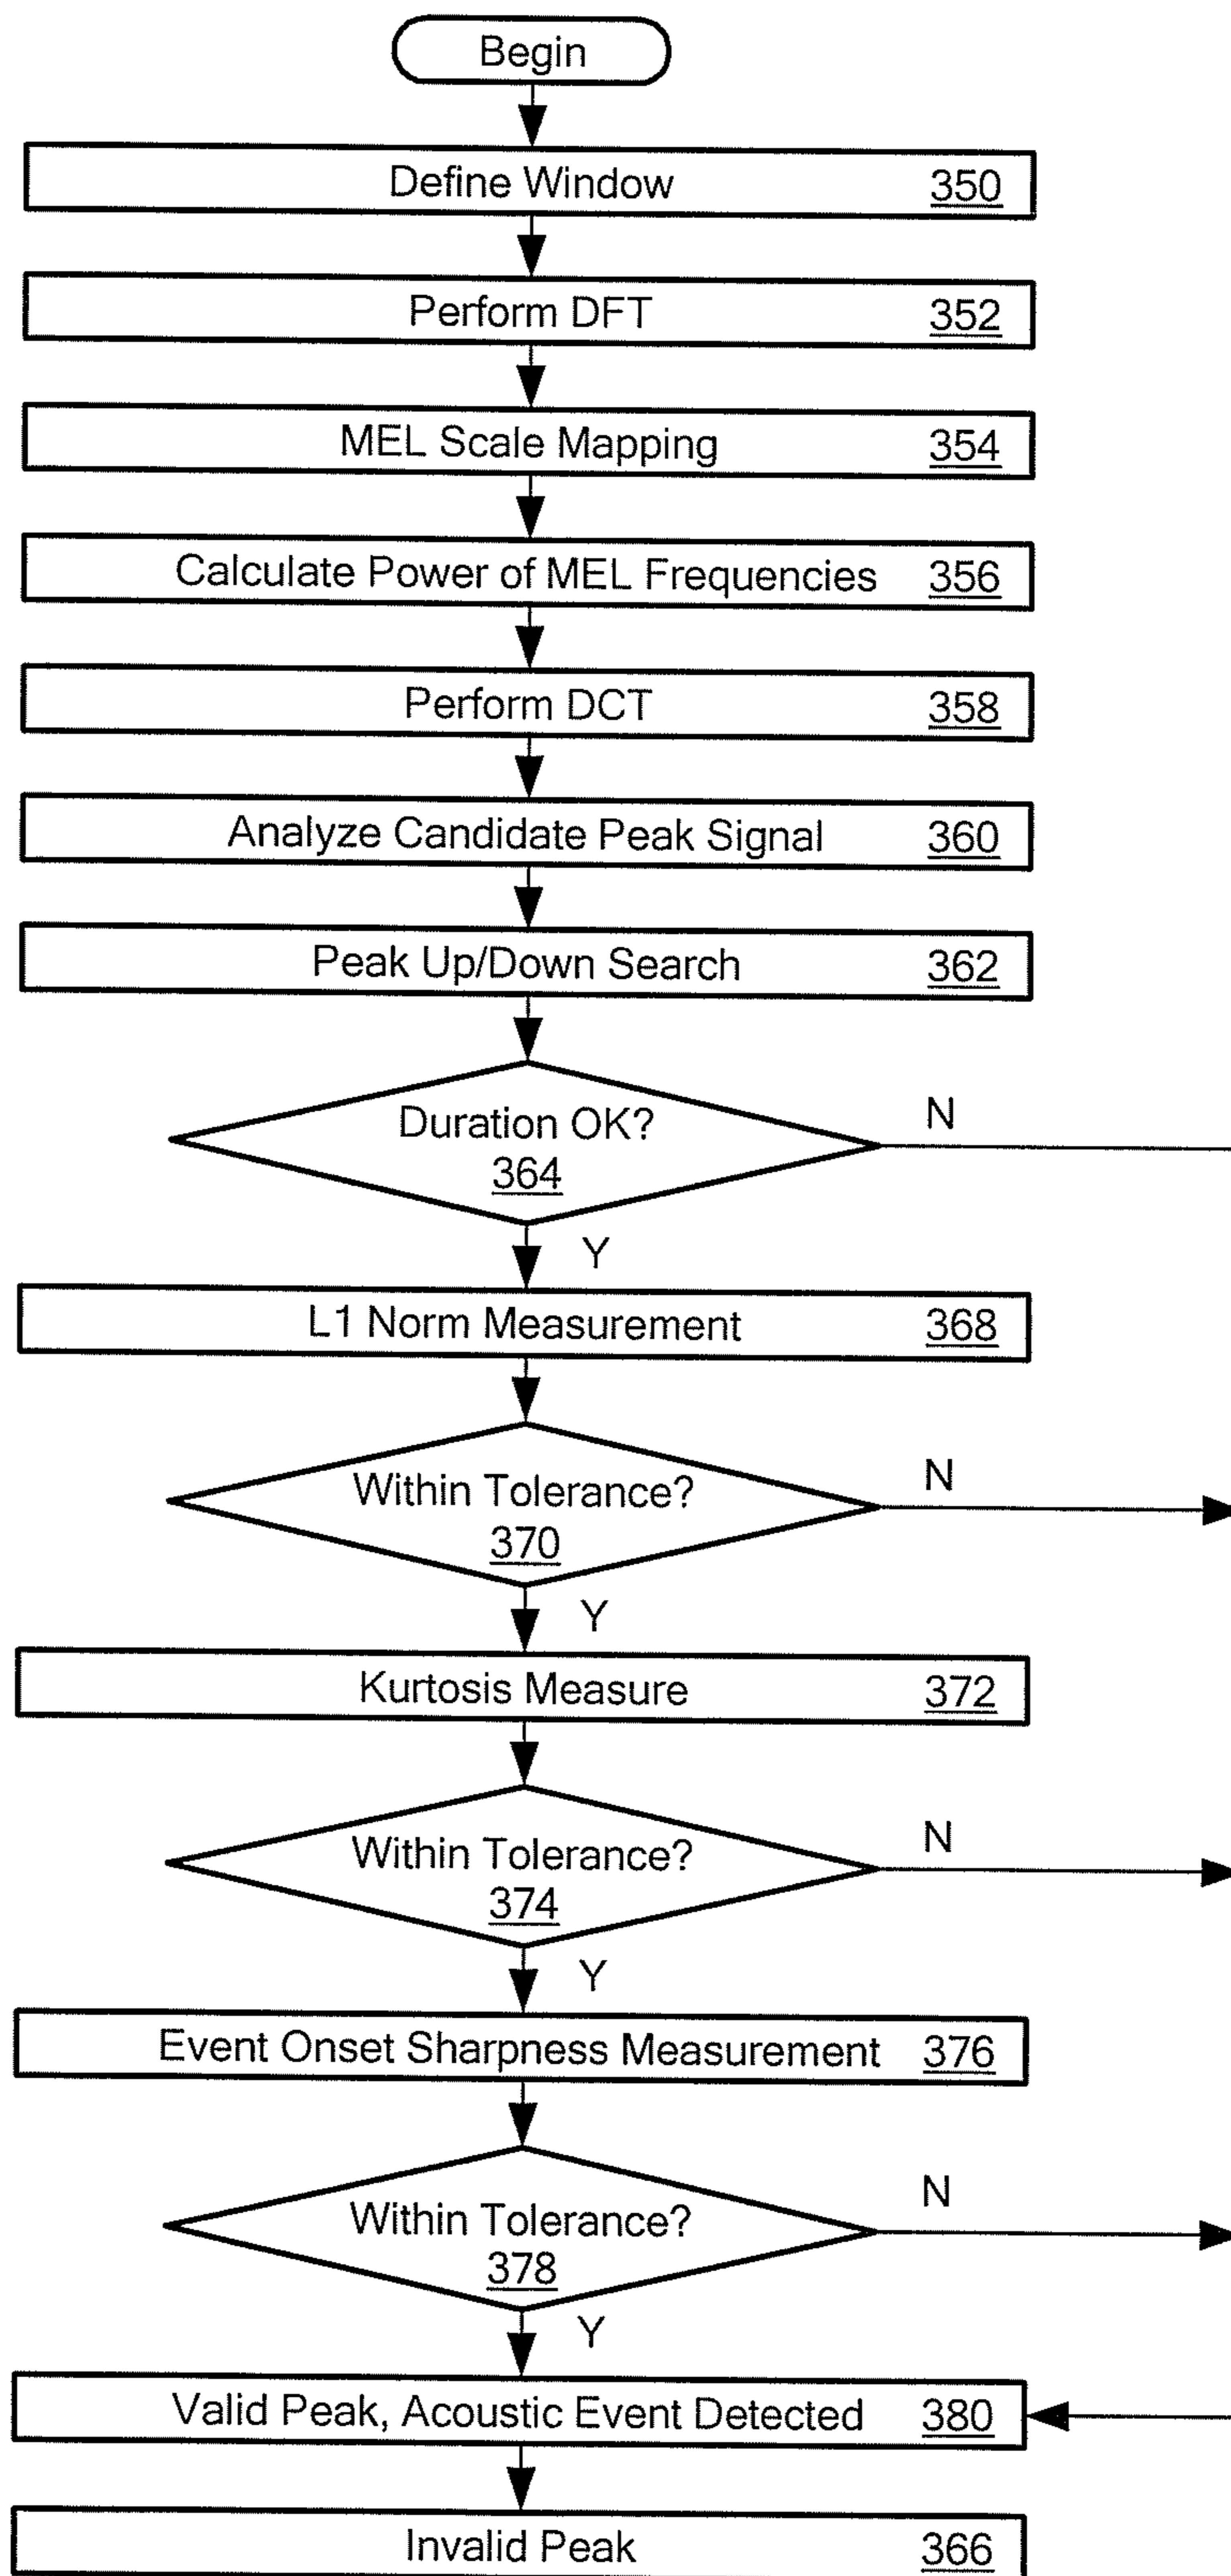 Begin
Define Window 350
Perform DFT 352
MEL Scale Mapping 354
Calculate Power of MEL Frequencies 356
Perform DCT 358
Analyze Candidate Peak Signal 360
Peak Up/Down Search 362
Duration OK?
364
N
Y
L1 Norm Measurement 368
Within Tolerance?
370
N
Y
Kurtosis Measure 372
Within Tolerance?
374
N
Y
Event Onset Sharpness Measurement 376
Within Tolerance?
378
N
Y
Valid Peak, Acoustic Event Detected 380
Invalid Peak 366